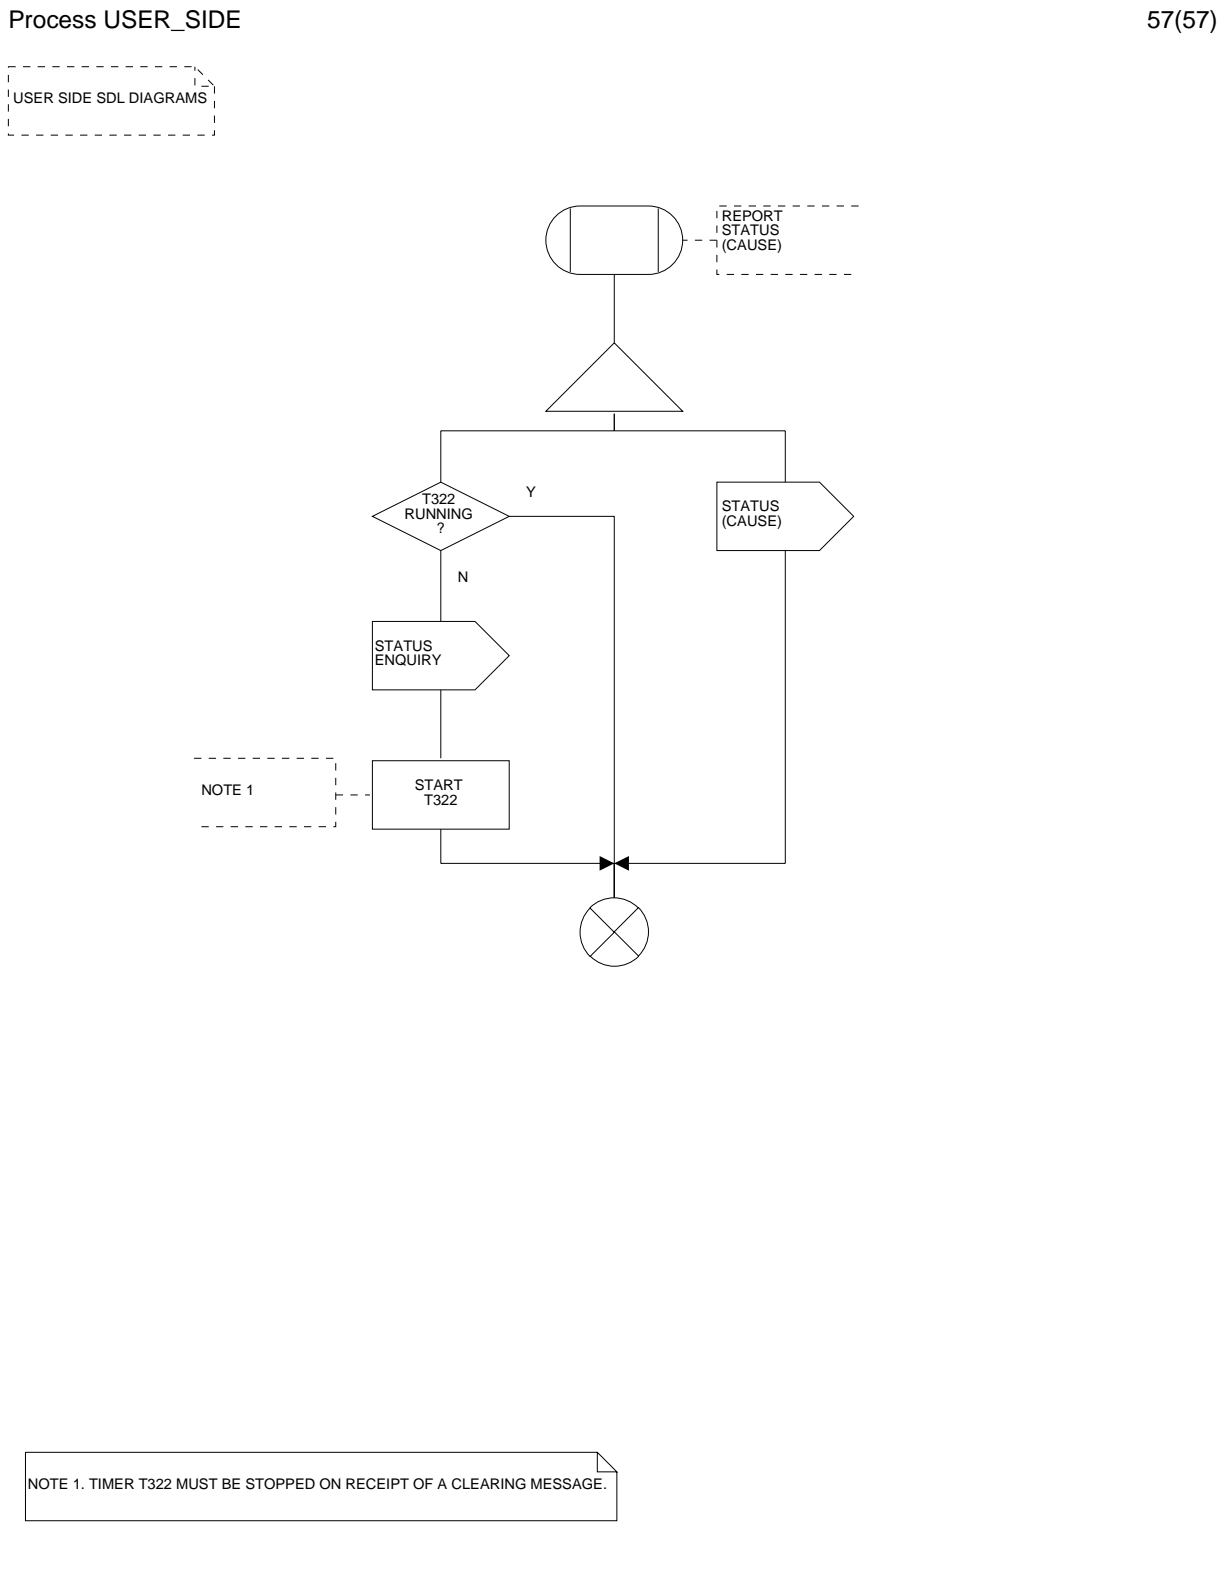 Process USER_SIDE
57(57)
USER SIDE SDL DIAGRAMS
REPORT
STATUS
(CAUSE)
T322
RUNNING
?
Y
N
STATUS
(CAUSE)
STATUS
ENQUIRY
NOTE 1
START
T322
NOTE 1. TIMER T322 MUST BE STOPPED ON RECEIPT OF A CLEARING MESSAGE.